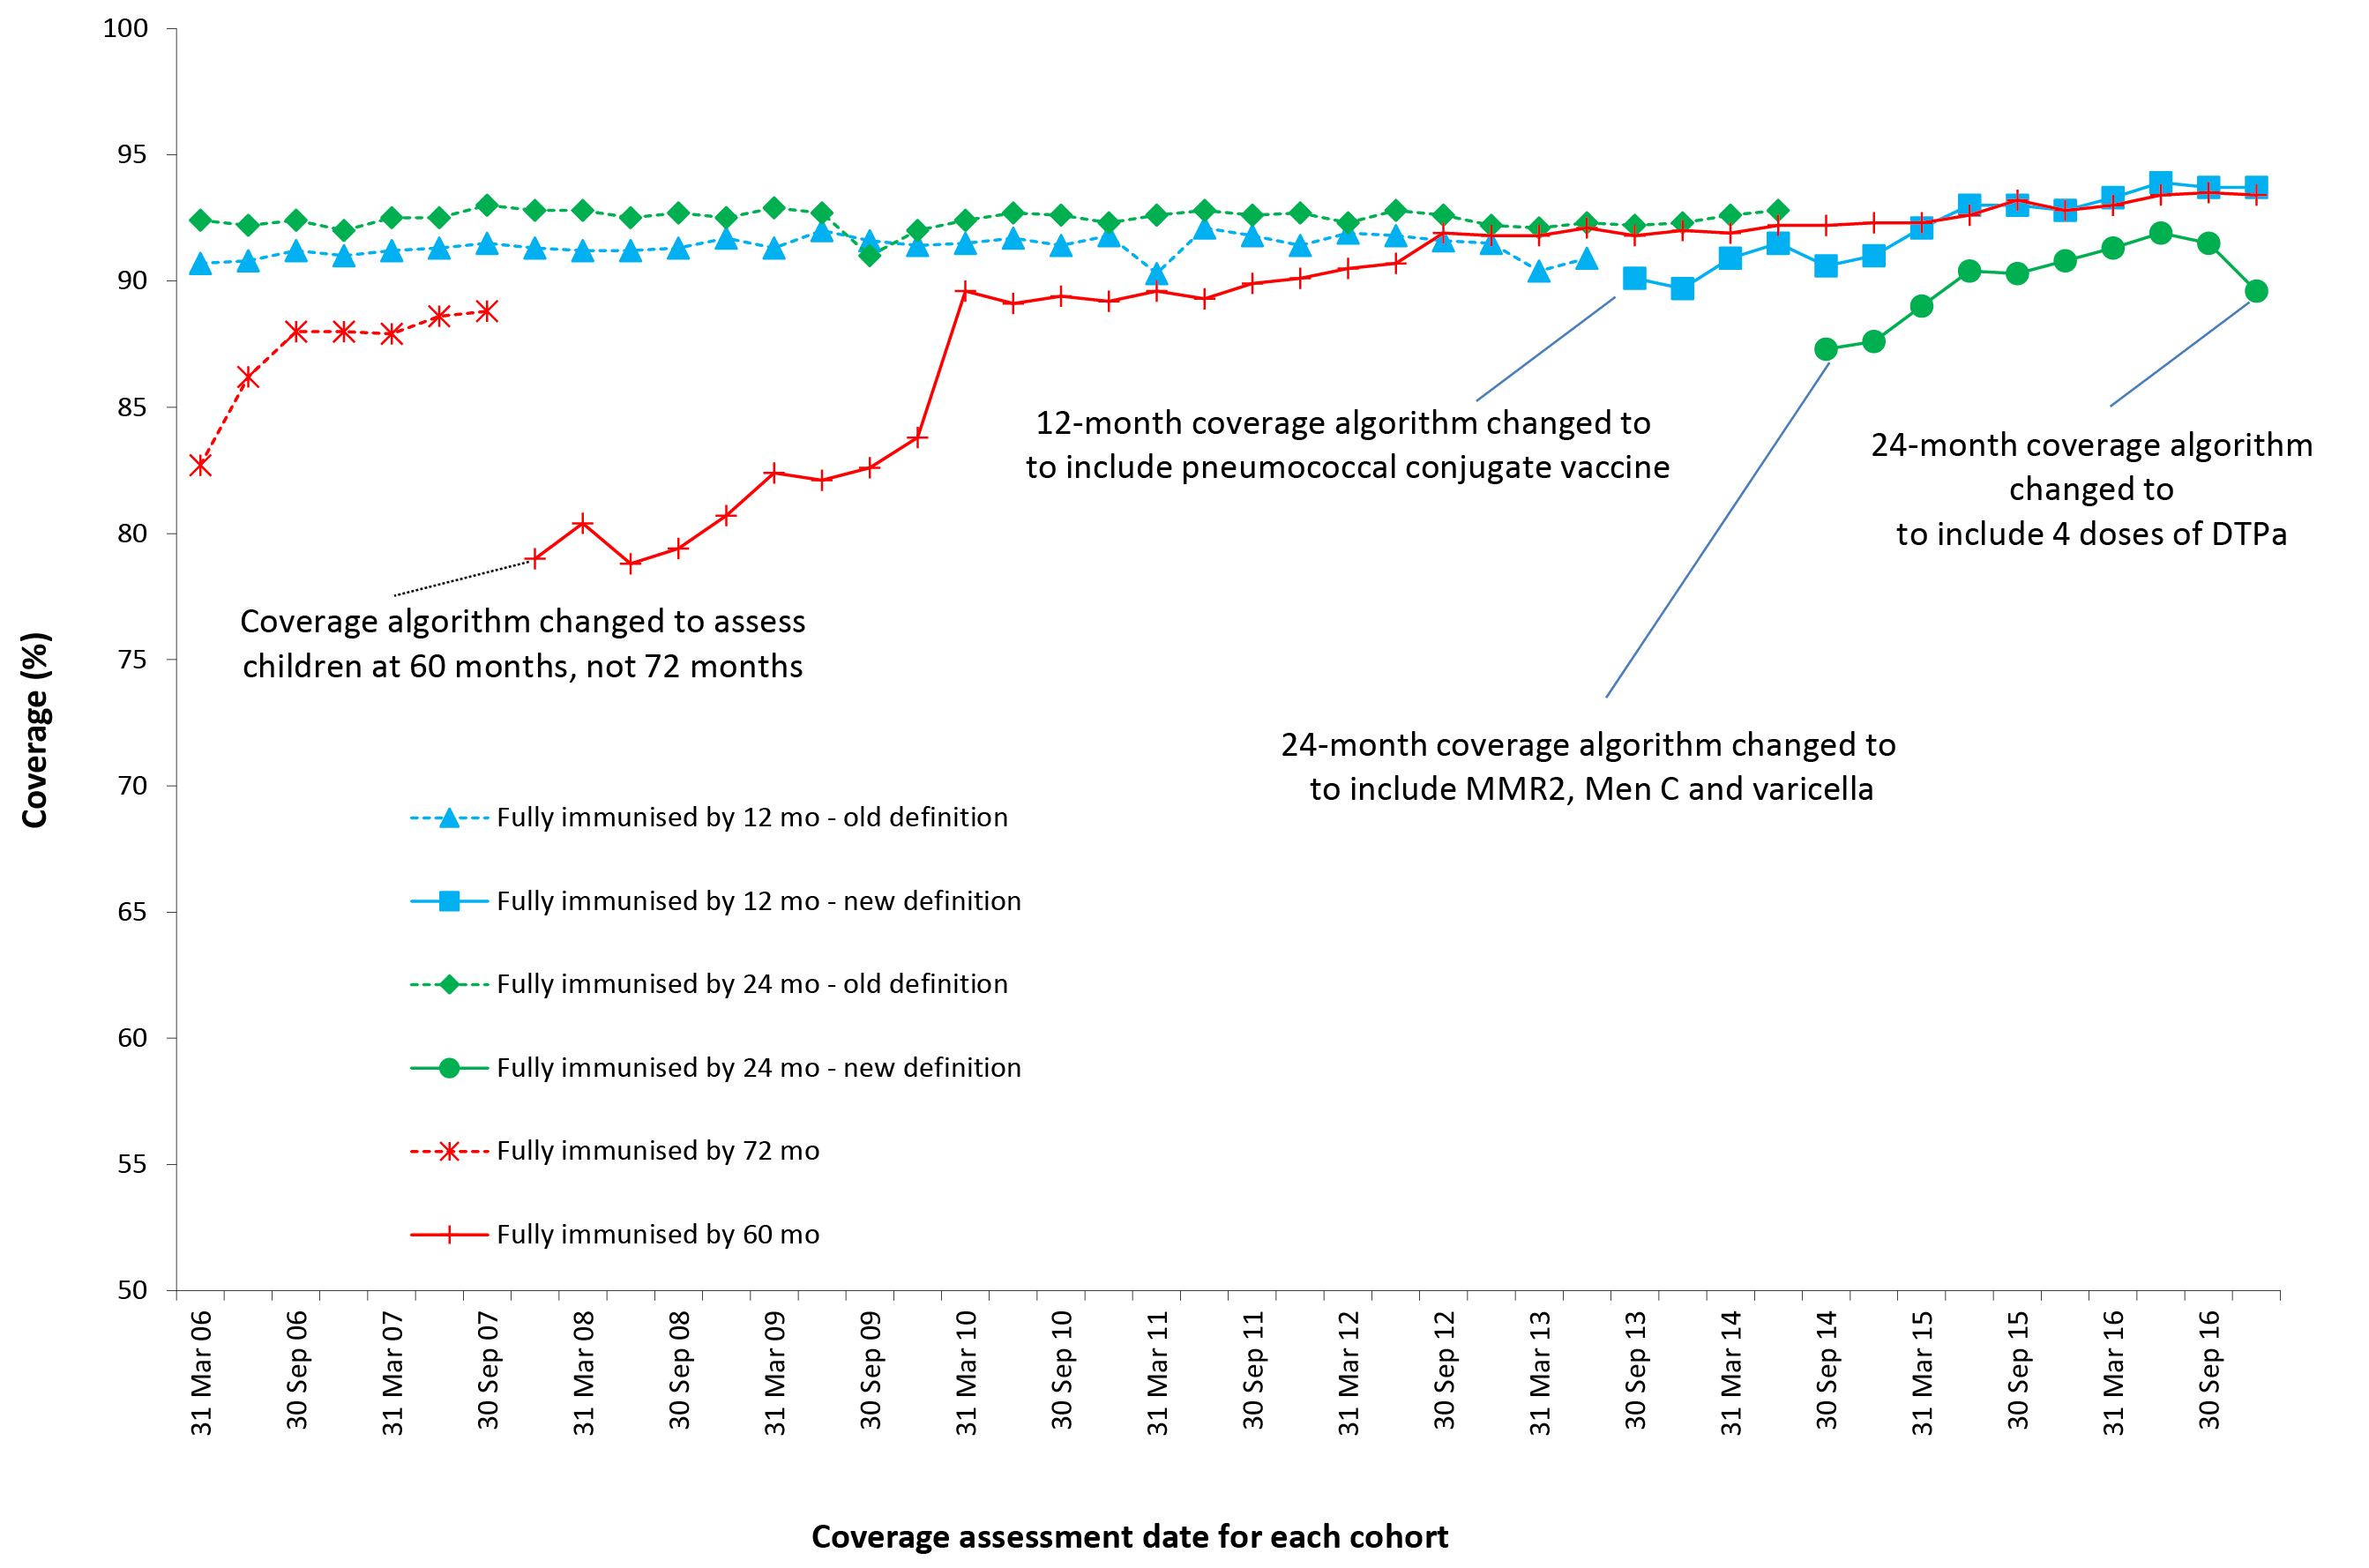 100
95
90
85
80
75
70
65
60
55
50
Coverage (%)
12-month coverage algorithm changed to
to include pneumococcal conjugate vaccine
24-month coverage algorithm
changed to
to include 4 doses of DTPa
Coverage algorithm changed to assess
children at 60 months, not 72 months
24-month coverage algorithm changed to
to include MMR2, Men C and varicella
Fully immunised by 12 mo - old definition
Fully immunised by 12 mo - new definition
Fully immunised by 24 mo - old definition
Fully immunised by 24 mo - new definition
Fully immunised by 72 mo
Fully immunised by 60 mo
31 Mar 06
30 Sep 06
31 Mar 07
30 Sep 07
31 Mar 08
30 Sep 08
31 Mar 09
30 Sep 09
31 Mar 10
30 Sep 10
31 Mar 11
30 Sep 11
31 Mar 12
30 Sep 12
31 Mar 13
30 Sep 13
31 Mar 14
30 Sep 14
31 Mar 15
30 Sep 15
31 Mar 16
30 Sep 16
Coverage assessment date for each cohort